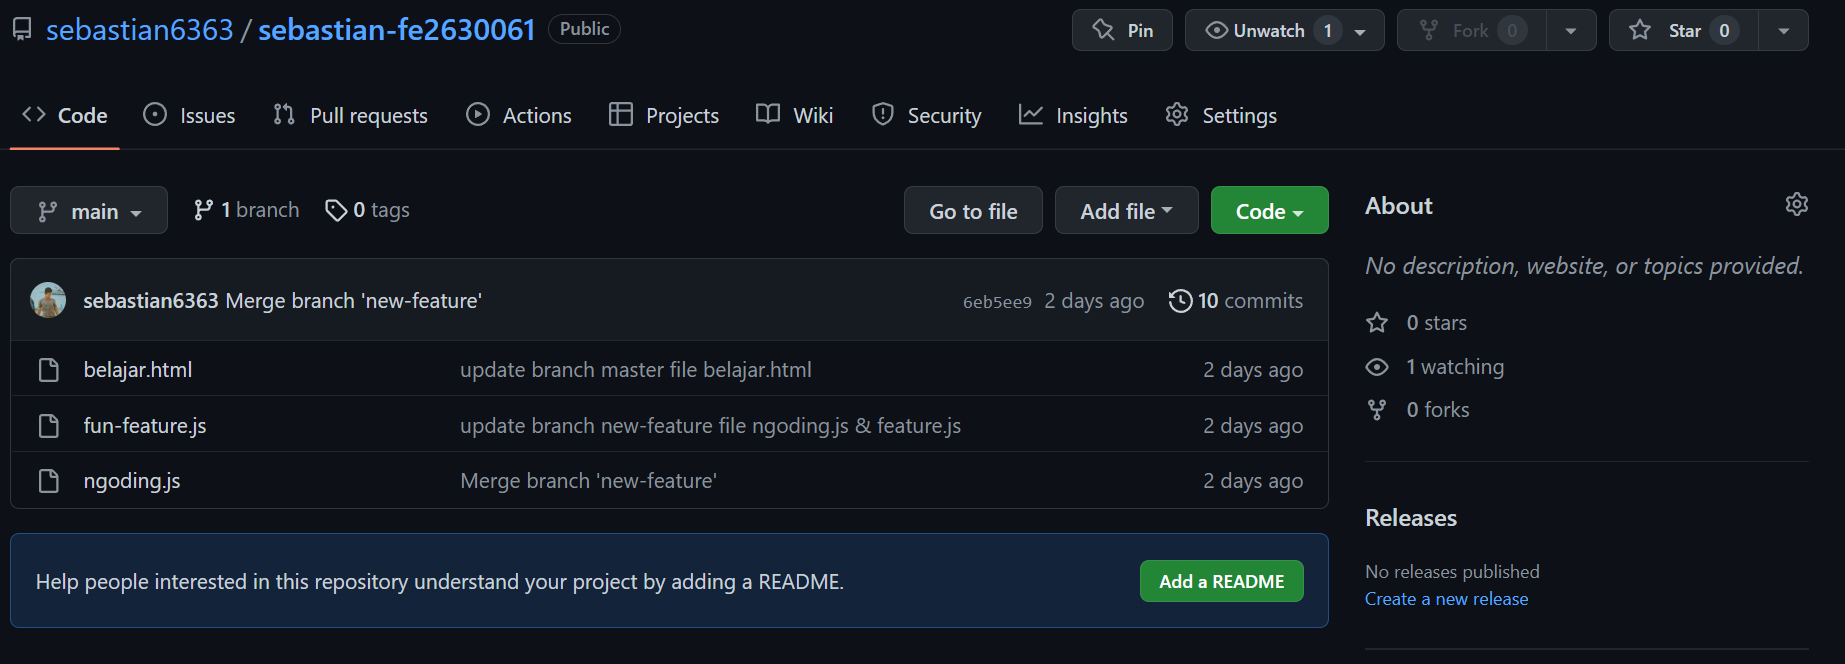 sebastian6363 / sebastian-fe2630061 Public Pin Unwatch 1 Fork 0 Star 0
Code Issues Pull requests Actions Projects Wiki Security Insights Settings
main 1 branch 0 tags Go to file Add file Code
sebastian6363 Merge branch 'new-feature' 6eb5ee9 2 days ago 10 commits
belajar.html update branch master file belajar.html 2 days ago
fun-feature.js update branch new-feature file ngoding.js & feature.js 2 days ago
ngoding.js Merge branch 'new-feature' 2 days ago
Help people interested in this repository understand your project by adding a README. Add a README
About
No description, website, or topics provided.
0 stars
1 watching
0 forks
Releases
No releases published
Create a new release